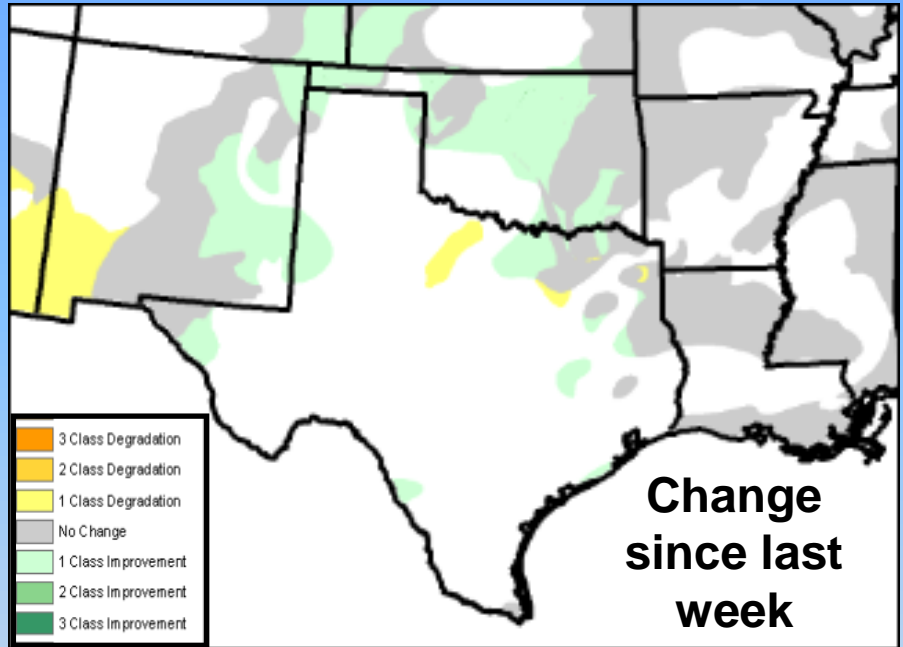 3 Class Degradation
2 Class Degradation
1 Class Degradation
No Change
1 Class Improvement
2 Class Improvement
3 Class Improvement
Change
since last
week